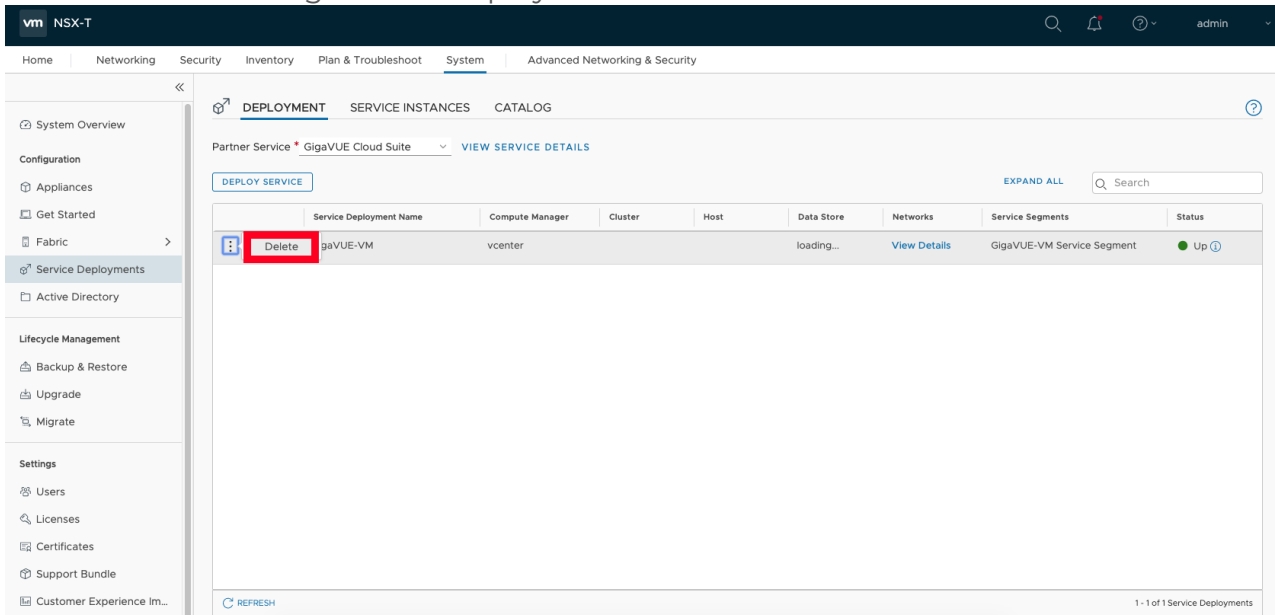 vm NSX-T admin
Home Networking Security Inventory Plan & Troubleshoot System Advanced Networking & Security
DEPLOYMENT SERVICE INSTANCES CATALOG
System Overview
Partner Service * GigaVUE Cloud Suite VIEW SERVICE DETAILS
Configuration
Appliances
DEPLOY SERVICE EXPAND ALL Search
Get Started
Service Deployment Name Compute Manager Cluster Host Data Store Networks Service Segments Status
Fabric
Delete gaVUE-VM vcenter loading... View Details GigaVUE-VM Service Segment Up
Service Deployments
Active Directory
Lifecycle Management
Backup & Restore
Upgrade
Migrate
Settings
Users
Licenses
Certificates
Support Bundle
Customer Experience Im...
REFRESH 1 - 1 of 1 Service Deployments